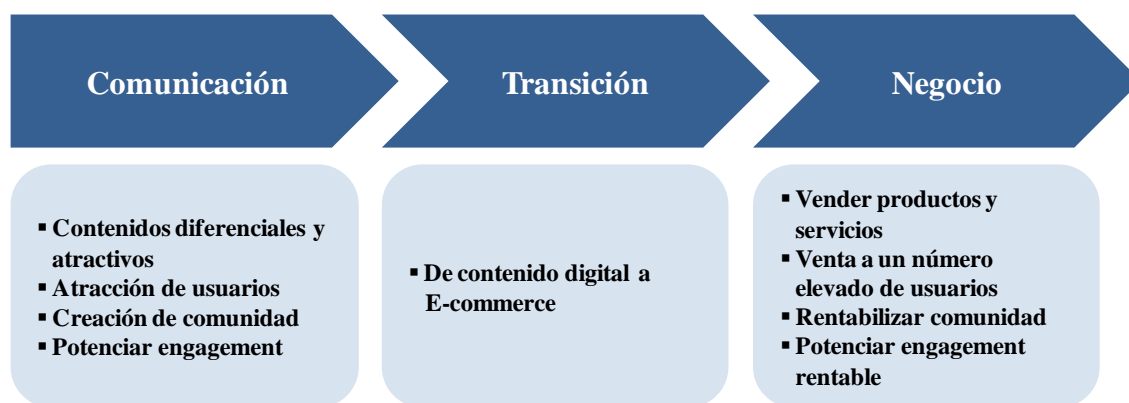 Comunicación
Transición
Negocio
▪ Contenidos diferenciales y
atractivos
▪ Atracción de usuarios
▪ Creación de comunidad
▪ Potenciar engagement
▪ De contenido digital a
E-commerce
▪ Vender productos y
servicios
▪ Venta a un número
elevado de usuarios
▪ Rentabilizar comunidad
▪ Potenciar engagement
rentable